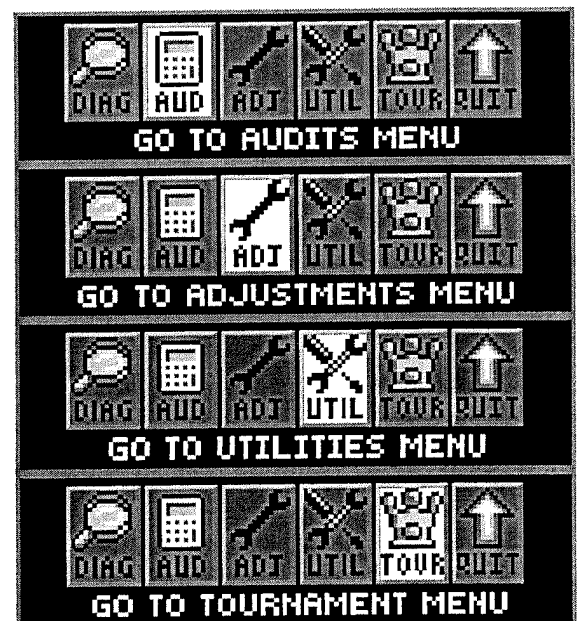 DIAG AUD ADJ UTIL TOUR QUIT
GO TO AUDITS MENU
DIAG AUD ADJ UTIL TOUR QUIT
GO TO ADJUSTMENTS MENU
DIAG AUD ADJ UTIL TOUR QUIT
GO TO UTILITIES MENU
DIAG AUD ADJ UTIL TOUR QUIT
GO TO TOURNAMENT MENU